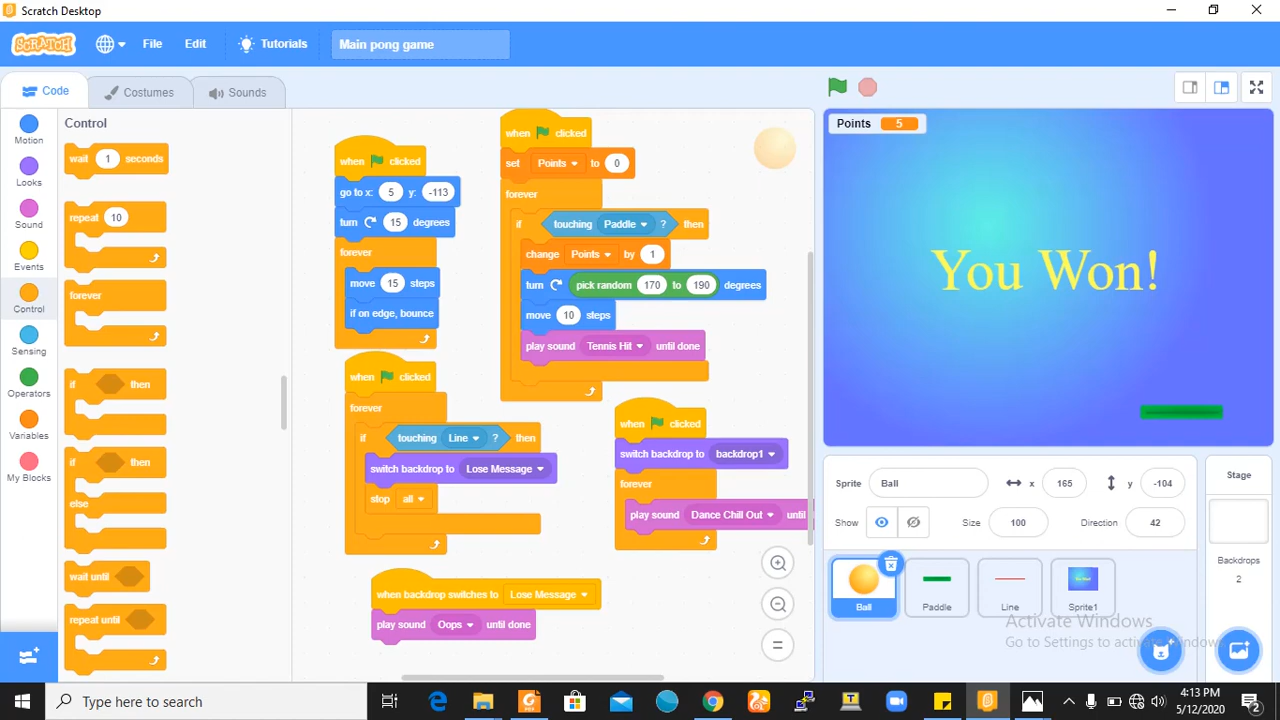 Scratch Desktop
SCRATCH
File Edit Tutorials Main pong game
Code Costumes Sounds
Motion
Looks
Sound
Events
Control
Sensing
Operators
Variables
My Blocks
Control
wait 1 seconds
repeat 10
forever
if then
if then
else
wait until
repeat until
when clicked
go to x: 5 y: -113
turn 15 degrees
forever
move 15 steps
if on edge, bounce
when clicked
forever
if touching Line ? then
switch backdrop to Lose Message
stop all
when backdrop switches to Lose Message
play sound Oops until done
when clicked
set Points to 0
forever
if touching Paddle ? then
change Points by 1
turn pick random 170 to 190 degrees
move 10 steps
play sound Tennis Hit until done
when clicked
switch backdrop to backdrop1
forever
play sound Dance Chill Out until
Points 5
You Won!
Sprite Ball x 165 y -104
Show Size 100 Direction 42
Ball Paddle Line Sprite1
You Won!
Stage
Backdrops
2
Activate Windows
Go to Settings to activate Windows.
Type here to search
4:13 PM
5/12/2020
2